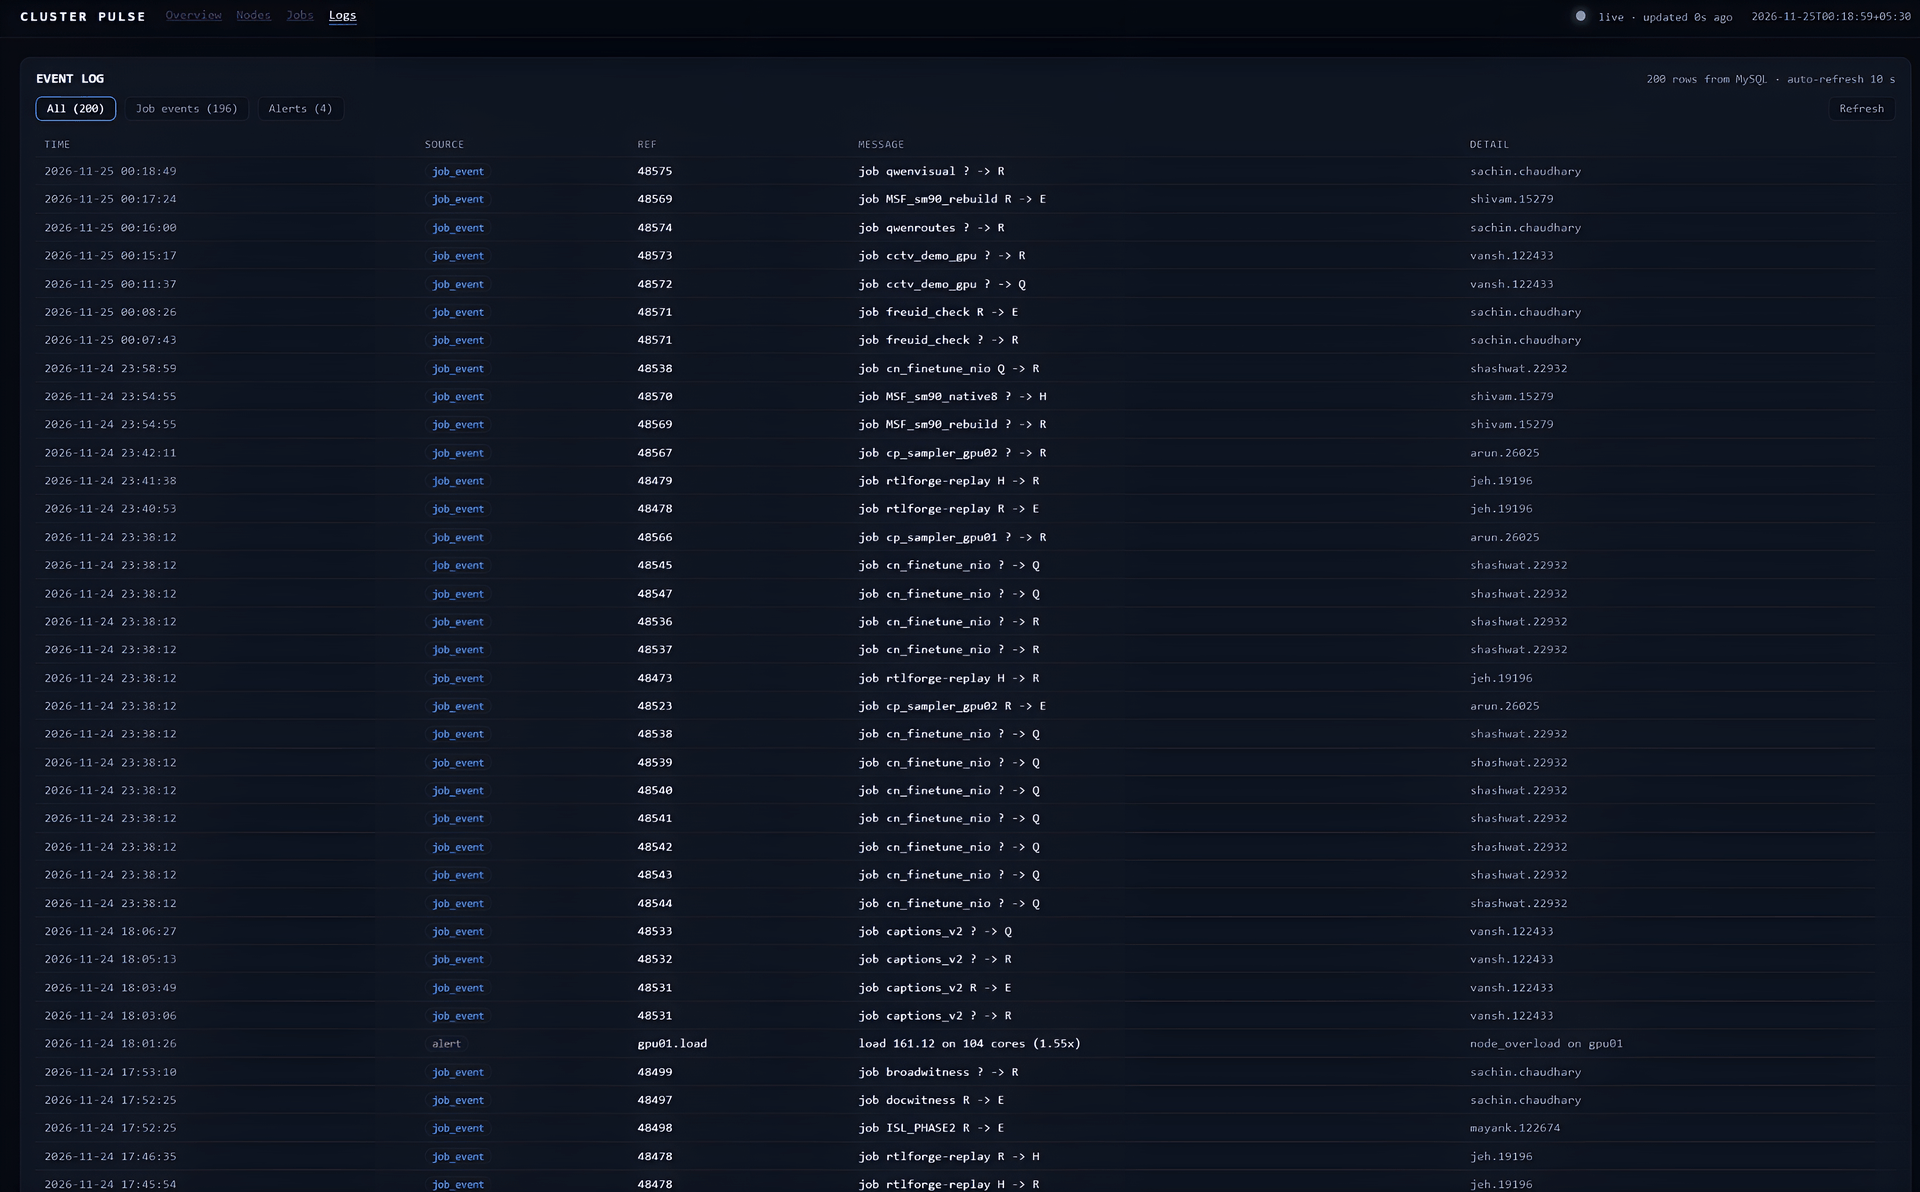 CLUSTER PULSE Overview Nodes Jobs Logs live · updated 0s ago 2026-11-25T00:18:59+05:30
EVENT LOG 200 rows from MySQL · auto-refresh 10 s
All (200) Job events (196) Alerts (4) Refresh
TIME SOURCE REF MESSAGE DETAIL
2026-11-25 00:18:49 job_event 48575 job qwenvisual ? -> R sachin.chaudhary
2026-11-25 00:17:24 job_event 48569 job MSF_sm90_rebuild R -> E shivam.15279
2026-11-25 00:16:00 job_event 48574 job qwenroutes ? -> R sachin.chaudhary
2026-11-25 00:15:17 job_event 48573 job cctv_demo_gpu ? -> R vansh.122433
2026-11-25 00:11:37 job_event 48572 job cctv_demo_gpu ? -> Q vansh.122433
2026-11-25 00:08:26 job_event 48571 job freuid_check R -> E sachin.chaudhary
2026-11-25 00:07:43 job_event 48571 job freuid_check ? -> R sachin.chaudhary
2026-11-24 23:58:59 job_event 48538 job cn_finetune_nio Q -> R shashwat.22932
2026-11-24 23:54:55 job_event 48570 job MSF_sm90_native8 ? -> H shivam.15279
2026-11-24 23:54:55 job_event 48569 job MSF_sm90_rebuild ? -> R shivam.15279
2026-11-24 23:42:11 job_event 48567 job cp_sampler_gpu02 ? -> R arun.26025
2026-11-24 23:41:38 job_event 48479 job rtlforge-replay H -> R jeh.19196
2026-11-24 23:40:53 job_event 48478 job rtlforge-replay R -> E jeh.19196
2026-11-24 23:38:12 job_event 48566 job cp_sampler_gpu01 ? -> R arun.26025
2026-11-24 23:38:12 job_event 48545 job cn_finetune_nio ? -> Q shashwat.22932
2026-11-24 23:38:12 job_event 48547 job cn_finetune_nio ? -> Q shashwat.22932
2026-11-24 23:38:12 job_event 48536 job cn_finetune_nio ? -> R shashwat.22932
2026-11-24 23:38:12 job_event 48537 job cn_finetune_nio ? -> R shashwat.22932
2026-11-24 23:38:12 job_event 48473 job rtlforge-replay H -> R jeh.19196
2026-11-24 23:38:12 job_event 48523 job cp_sampler_gpu02 R -> E arun.26025
2026-11-24 23:38:12 job_event 48538 job cn_finetune_nio ? -> Q shashwat.22932
2026-11-24 23:38:12 job_event 48539 job cn_finetune_nio ? -> Q shashwat.22932
2026-11-24 23:38:12 job_event 48540 job cn_finetune_nio ? -> Q shashwat.22932
2026-11-24 23:38:12 job_event 48541 job cn_finetune_nio ? -> Q shashwat.22932
2026-11-24 23:38:12 job_event 48542 job cn_finetune_nio ? -> Q shashwat.22932
2026-11-24 23:38:12 job_event 48543 job cn_finetune_nio ? -> Q shashwat.22932
2026-11-24 23:38:12 job_event 48544 job cn_finetune_nio ? -> Q shashwat.22932
2026-11-24 18:06:27 job_event 48533 job captions_v2 ? -> Q vansh.122433
2026-11-24 18:05:13 job_event 48532 job captions_v2 ? -> R vansh.122433
2026-11-24 18:03:49 job_event 48531 job captions_v2 R -> E vansh.122433
2026-11-24 18:03:06 job_event 48531 job captions_v2 ? -> R vansh.122433
2026-11-24 18:01:26 alert gpu01.load load 161.12 on 104 cores (1.55x) node_overload on gpu01
2026-11-24 17:53:10 job_event 48499 job broadwitness ? -> R sachin.chaudhary
2026-11-24 17:52:25 job_event 48497 job docwitness R -> E sachin.chaudhary
2026-11-24 17:52:25 job_event 48498 job ISL_PHASE2 R -> E mayank.122674
2026-11-24 17:46:35 job_event 48478 job rtlforge-replay R -> H jeh.19196
2026-11-24 17:45:54 job_event 48478 job rtlforge-replay H -> R jeh.19196